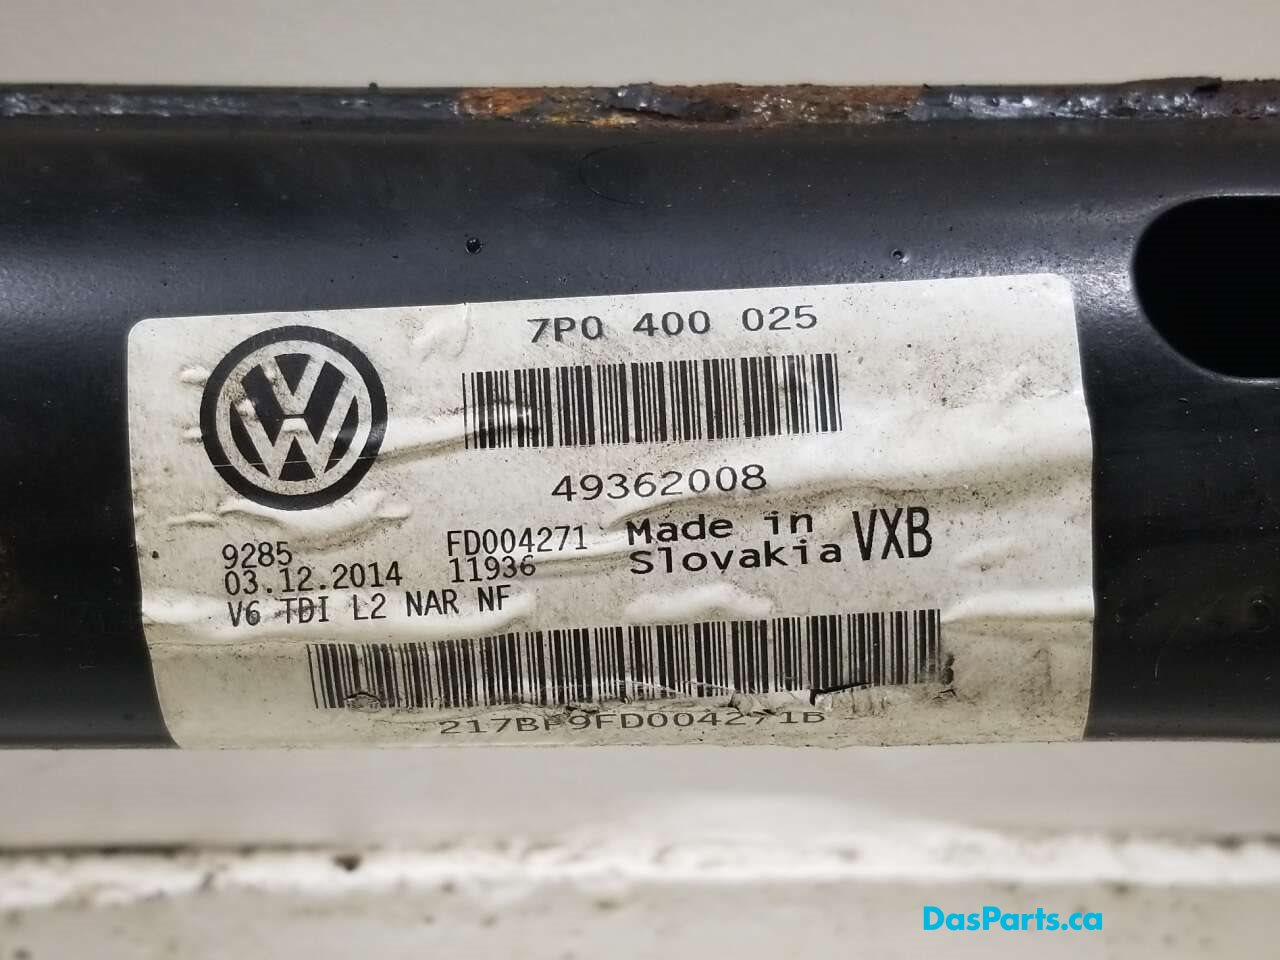 7P0 400 025
49362008
9285 FD004271 Made in VXB
03.12.2014 11936 Slovakia
V6 TDI L2 NAR NF
DasParts.ca